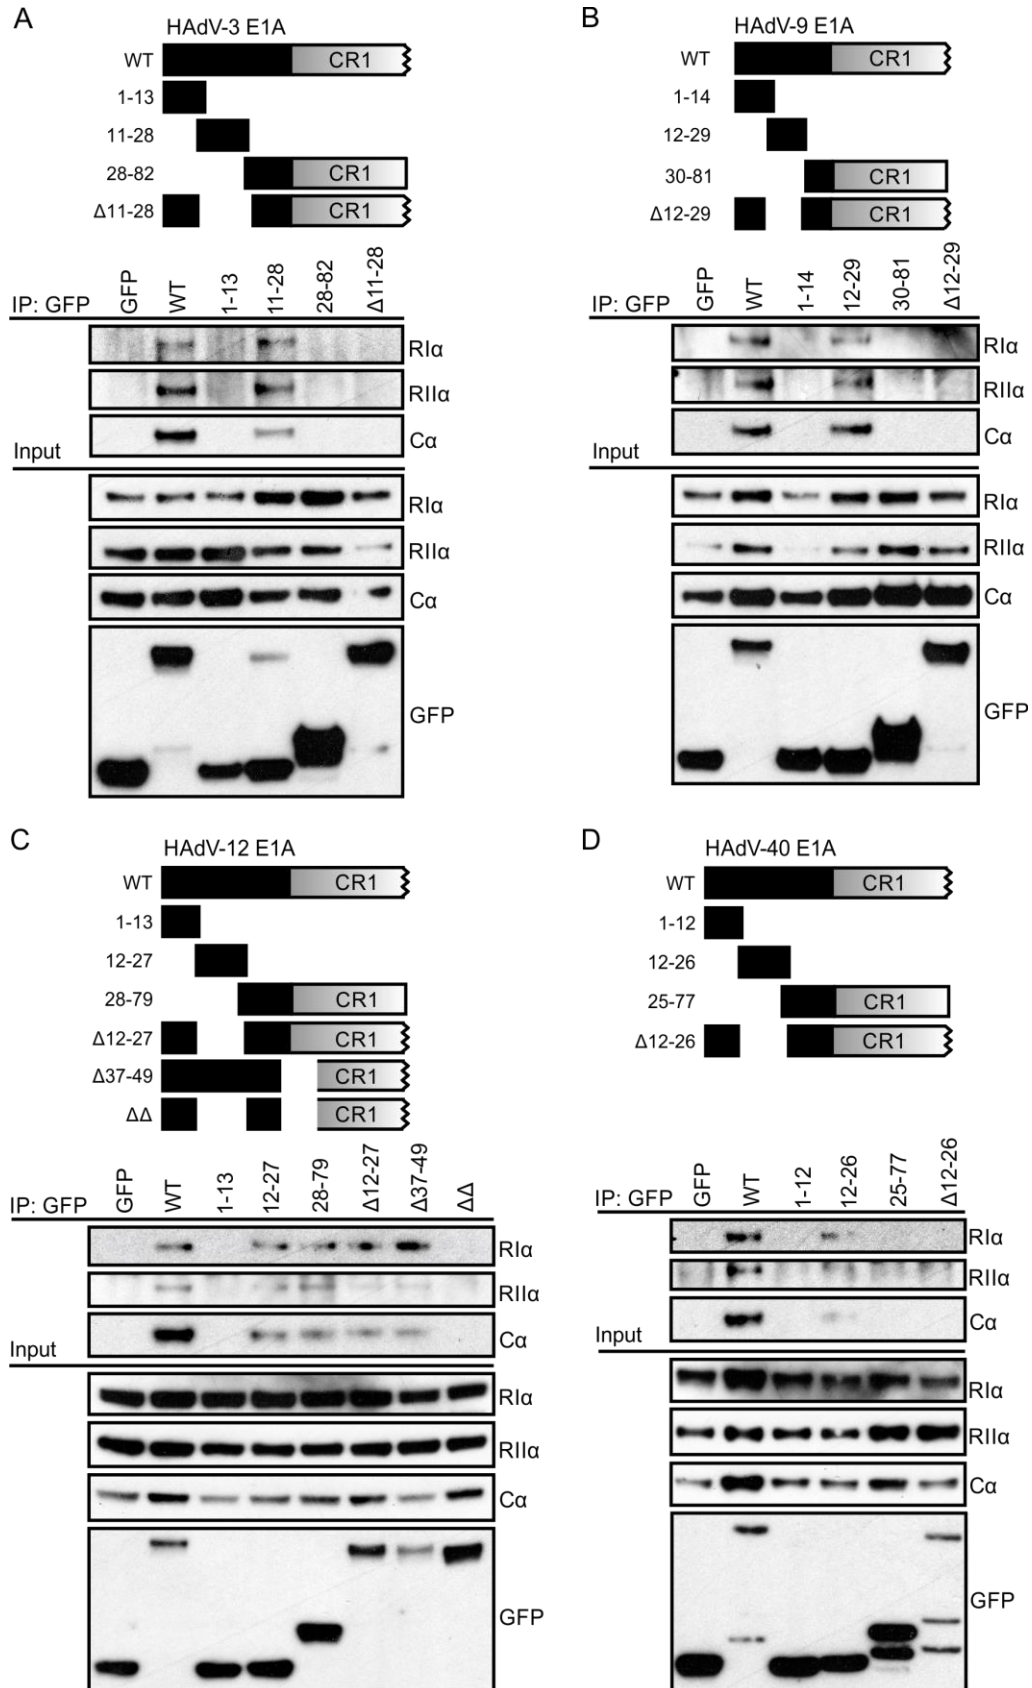 A
HAdV-3 E1A
WT CR1
1-13
11-28
28-82 CR1
Δ11-28 CR1
IP: GFP GFP WT 1-13 11-28 28-82 Δ11-28
RIα
RIIα
Cα
Input
RIα
RIIα
Cα
GFP
B
HAdV-9 E1A
WT CR1
1-14
12-29
30-81 CR1
Δ12-29 CR1
IP: GFP GFP WT 1-14 12-29 30-81 Δ12-29
RIα
RIIα
Cα
Input
RIα
RIIα
Cα
GFP
C
HAdV-12 E1A
WT CR1
1-13
12-27
28-79 CR1
Δ12-27 CR1
Δ37-49 CR1
ΔΔ CR1
IP: GFP GFP WT 1-13 12-27 28-79 Δ12-27 Δ37-49 ΔΔ
RIα
RIIα
Cα
Input
RIα
RIIα
Cα
GFP
D
HAdV-40 E1A
WT CR1
1-12
12-26
25-77 CR1
Δ12-26 CR1
IP: GFP GFP WT 1-12 12-26 25-77 Δ12-26
RIα
RIIα
Cα
Input
RIα
RIIα
Cα
GFP